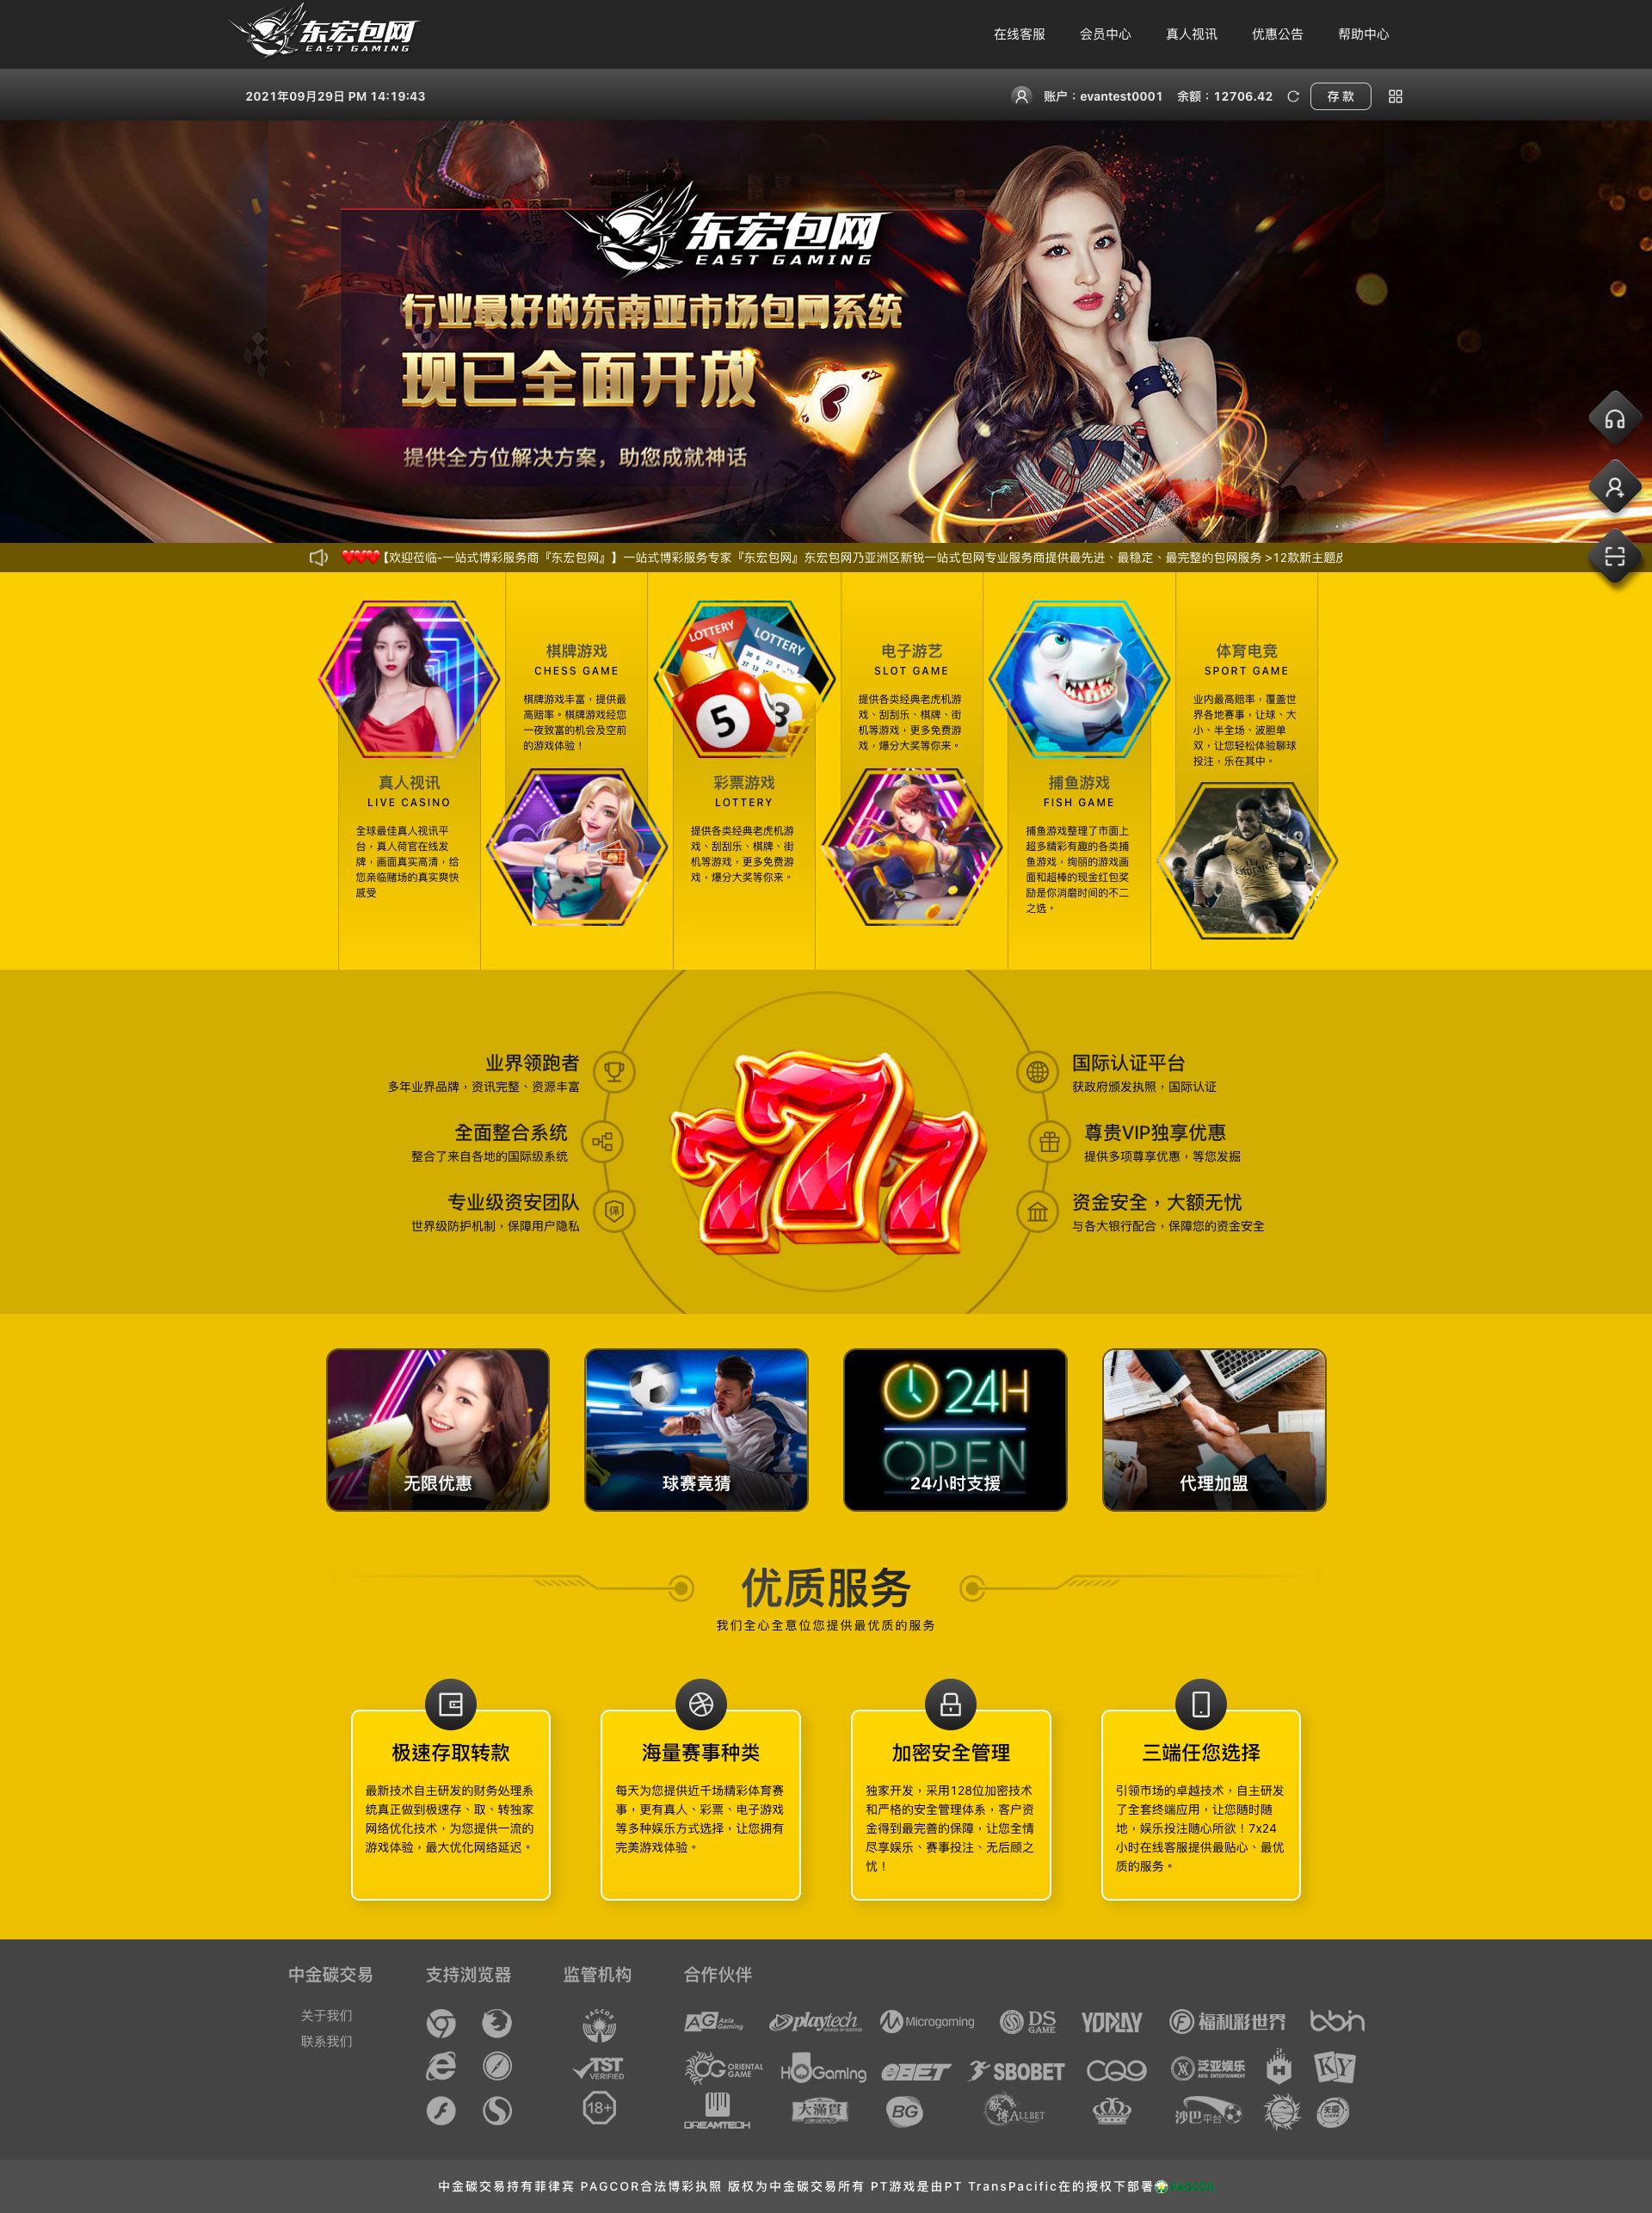 东宏包网
EAST GAMING
在线客服 会员中心 真人视讯 优惠公告 帮助中心
2021年09月29日 PM 14:19:43
账户：evantest0001 余额：12706.42 存 款
东宏包网
EAST GAMING
行业最好的东南亚市场包网系统
现已全面开放
提供全方位解决方案，助您成就神话
【欢迎莅临-一站式博彩服务商『东宏包网』】一站式博彩服务专家『东宏包网』东宏包网乃亚洲区新锐一站式包网专业服务商提供最先进、最稳定、最完整的包网服务 >12款新主题皮
真人视讯
LIVE CASINO
全球最佳真人视讯平
台，真人荷官在线发
牌，画面真实高清，给
您亲临赌场的真实爽快
感受
棋牌游戏
CHESS GAME
棋牌游戏丰富，提供最
高赔率。棋牌游戏经您
一夜致富的机会及空前
的游戏体验！
LOTTERY
LOTTERY
5
3
彩票游戏
LOTTERY
提供各类经典老虎机游
戏、刮刮乐、棋牌、街
机等游戏，更多免费游
戏，爆分大奖等你来。
电子游艺
SLOT GAME
提供各类经典老虎机游
戏、刮刮乐、棋牌、街
机等游戏，更多免费游
戏，爆分大奖等你来。
捕鱼游戏
FISH GAME
捕鱼游戏整理了市面上
超多精彩有趣的各类捕
鱼游戏，绚丽的游戏画
面和超棒的现金红包奖
励是你消磨时间的不二
之选。
体育电竞
SPORT GAME
业内最高赔率，覆盖世
界各地赛事，让球、大
小、半全场、波胆单
双，让您轻松体验聊球
投注，乐在其中。
业界领跑者
多年业界品牌，资讯完整、资源丰富
全面整合系统
整合了来自各地的国际级系统
专业级资安团队
世界级防护机制，保障用户隐私
保
777
国际认证平台
获政府颁发执照，国际认证
尊贵VIP独享优惠
提供多项尊享优惠，等您发掘
资金安全，大额无忧
与各大银行配合，保障您的资金安全
无限优惠
球赛竟猜
24H
OPEN
24小时支援
代理加盟
优质服务
我们全心全意位您提供最优质的服务
极速存取转款
最新技术自主研发的财务处理系
统真正做到极速存、取、转独家
网络优化技术，为您提供一流的
游戏体验，最大优化网络延迟。
海量赛事种类
每天为您提供近千场精彩体育赛
事，更有真人、彩票、电子游戏
等多种娱乐方式选择，让您拥有
完美游戏体验。
加密安全管理
独家开发，采用128位加密技术
和严格的安全管理体系，客户资
金得到最完善的保障，让您全情
尽享娱乐、赛事投注、无后顾之
忧！
三端任您选择
引领市场的卓越技术，自主研发
了全套终端应用，让您随时随
地，娱乐投注随心所欲！7x24
小时在线客服提供最贴心、最优
质的服务。
中金碳交易 支持浏览器 监管机构 合作伙伴
关于我们
联系我们
PAGCOR
TST
VERIFIED
18+
AG Asia Gaming playtech Microgaming DS GAME YOPLAY 福利彩世界 bbin
OG ORIENTAL GAME HOGaming eBET SBOBET CQ9 泛亚娱乐 AVIA ENTERTAINMENT H KY
DREAMTECH 大滿貫 BG ALLBET 沙巴平台
中金碳交易持有菲律宾 PAGCOR合法博彩执照 版权为中金碳交易所有 PT游戏是由PT TransPacific在的授权下部署 PAGCOR